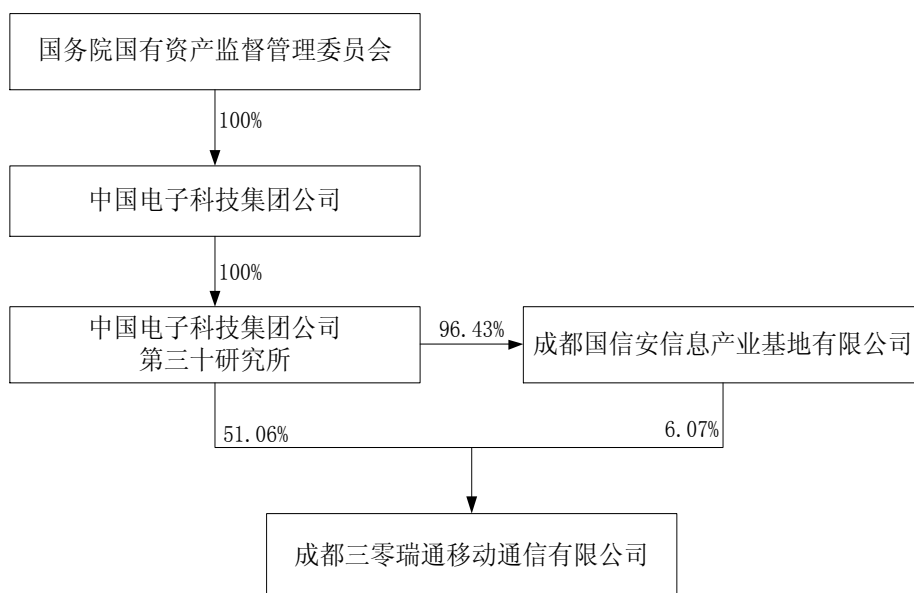 国务院国有资产监督管理委员会
100%
中国电子科技集团公司
100%
中国电子科技集团公司
第三十研究所
96.43%
成都国信安信息产业基地有限公司
51.06%
6.07%
成都三零瑞通移动通信有限公司